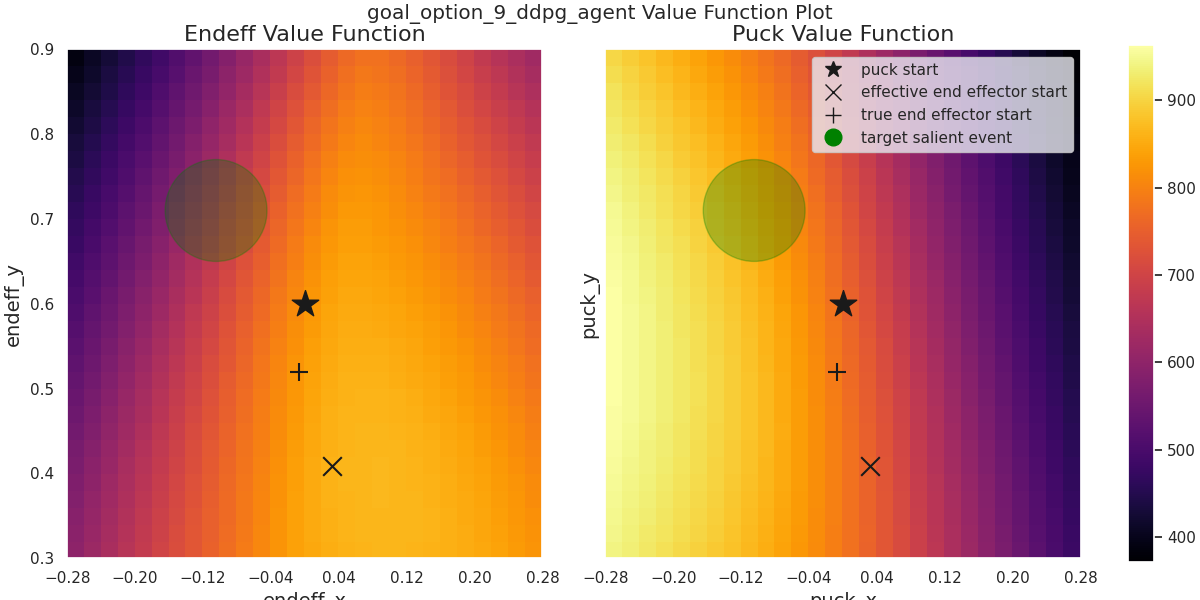 goal_option_9_ddpg_agent Value Function Plot
Endeff Value Function
Puck Value Function
puck start
effective end effector start
true end effector start
target salient event
endeff_y
0.9
0.8
0.7
0.6
0.5
0.4
0.3
−0.28 −0.20 −0.12 −0.04 0.04 0.12 0.20 0.28
endeff_x
puck_y
−0.28 −0.20 −0.12 −0.04 0.04 0.12 0.20 0.28
puck_x
900
800
700
600
500
400